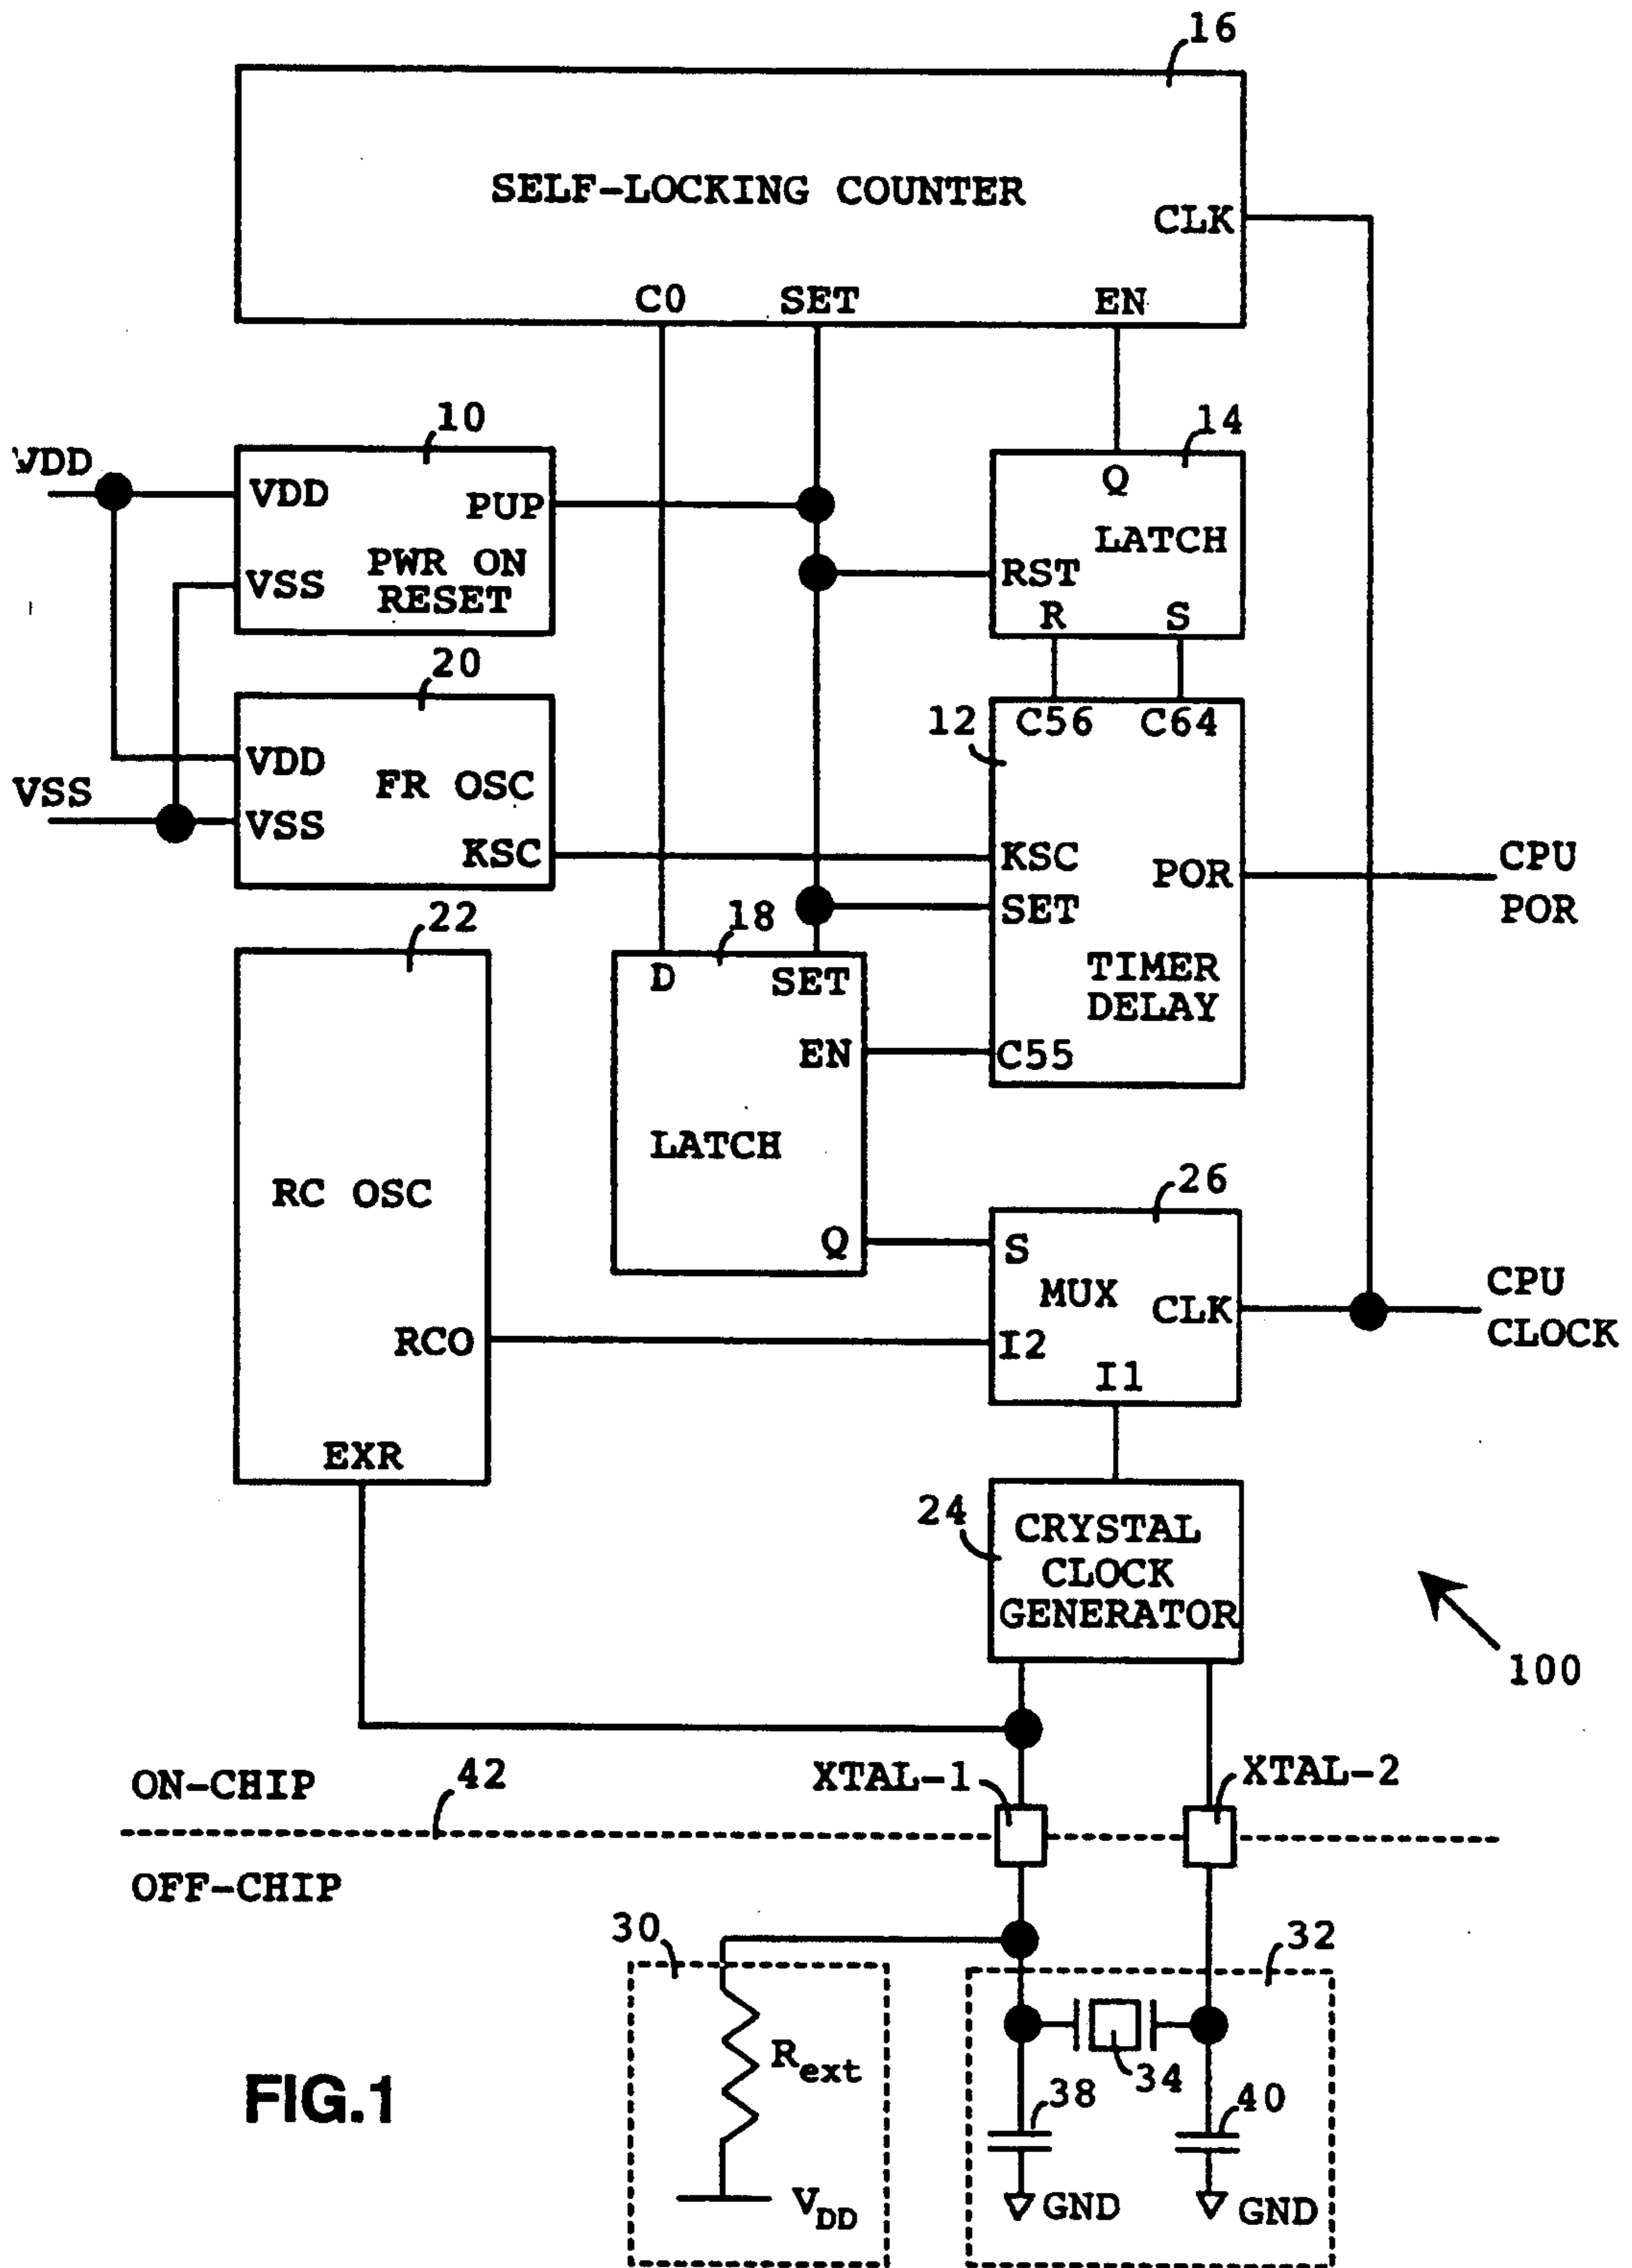 16
SELF-LOCKING COUNTER
CLK
C0 SET EN
10
14
VDD
VDD
PUP
PWR ON
RESET
VSS
Q
LATCH
RST
R S
20
12
C56 C64
VDD
FR OSC
VSS
VSS
KSC
KSC
POR
CPU
POR
SET
22
18
D SET
TIMER
DELAY
EN
C55
LATCH
RC OSC
26
Q
S
MUX
CLK
CPU
CLOCK
RCO
I2
I1
EXR
24
CRYSTAL
CLOCK
GENERATOR
100
ON-CHIP
42
XTAL-1
XTAL-2
OFF-CHIP
30
32
Rext
34
38
40
FIG.1
VDD
GND
GND